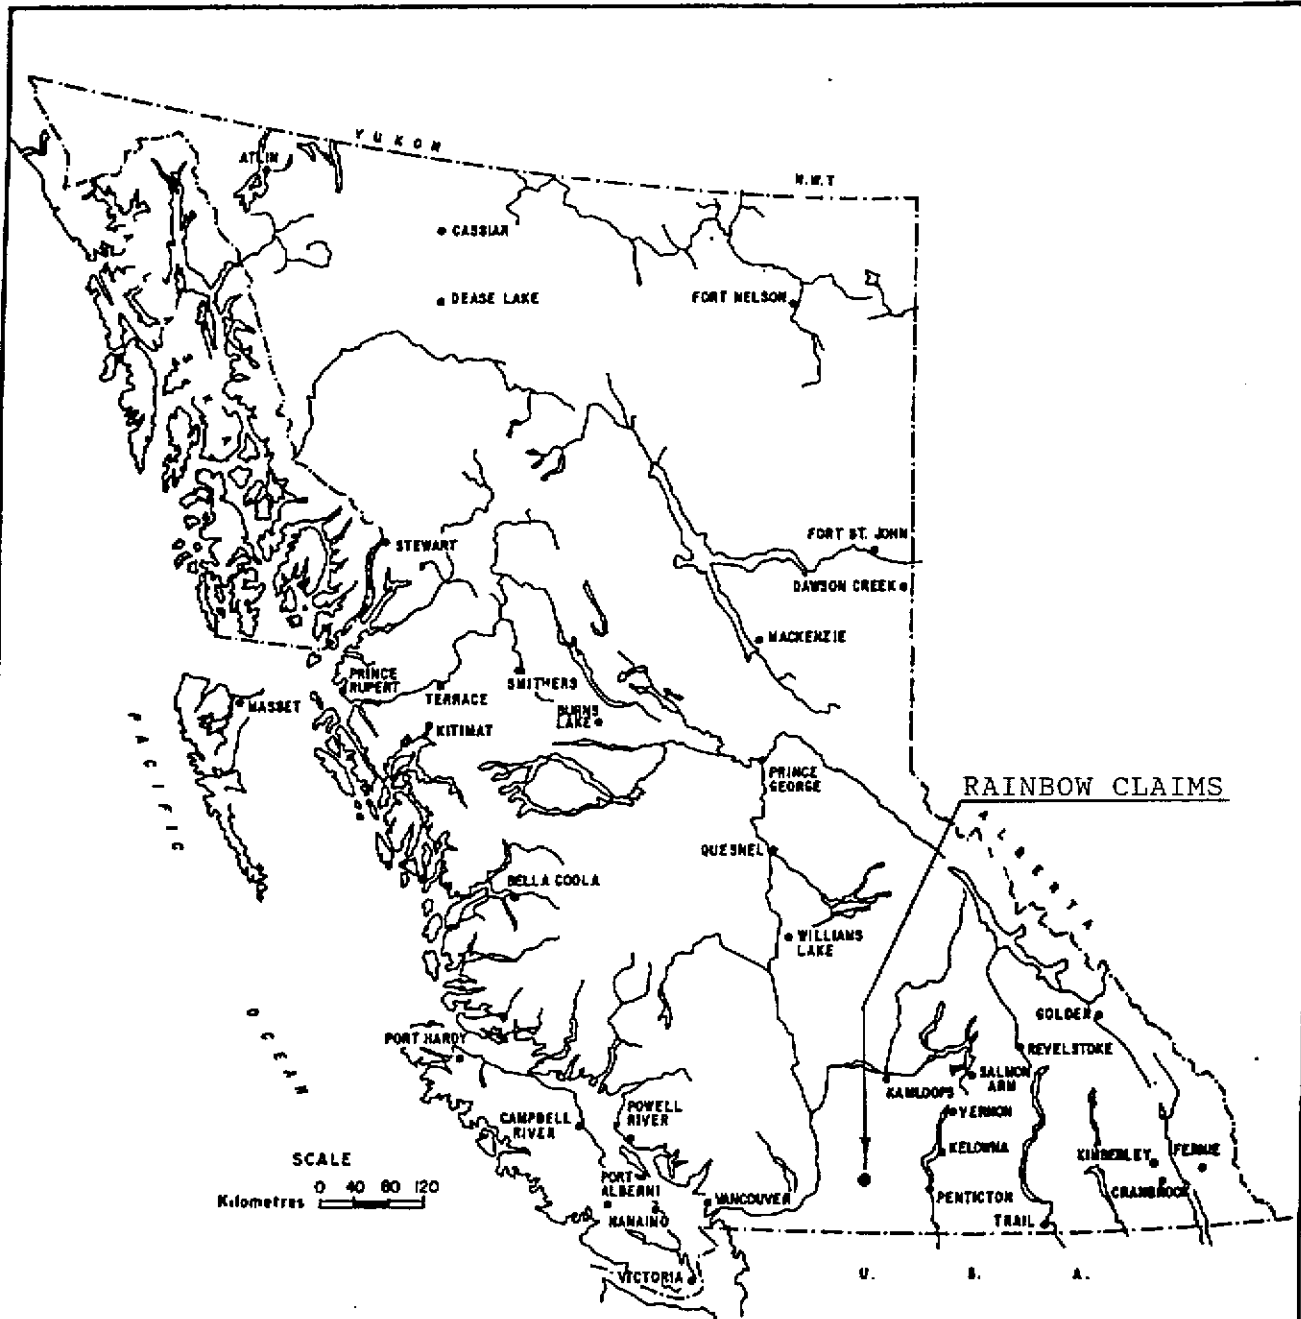 YUKON
ATLIN
N.W.T
CASSIAR
DEASE LAKE
FORT NELSON
ALASKA
STEWART
FORT ST. JOHN
DAWSON CREEK
MACKENZIE
PRINCE
RUPERT
TERRACE
SMITHERS
MASSET
BURNS
LAKE
KITIMAT
PACIFIC
PRINCE
GEORGE
RAINBOW CLAIMS
ALBERTA
QUESNEL
BELLA COOLA
WILLIAMS
LAKE
OCEAN
GOLDEN
PORT HARDY
REVELSTOKE
SALMON
ARM
KAMLOOPS
POWELL
RIVER
CAMPBELL
RIVER
VERNON
KELOWNA
KIMBERLEY
FERNIE
SCALE
Kilometres 0 40 80 120
PORT
ALBERNI
VANCOUVER
PENTICTON
CRANBROOK
NANAIMO
TRAIL
VICTORIA
U. S. A.